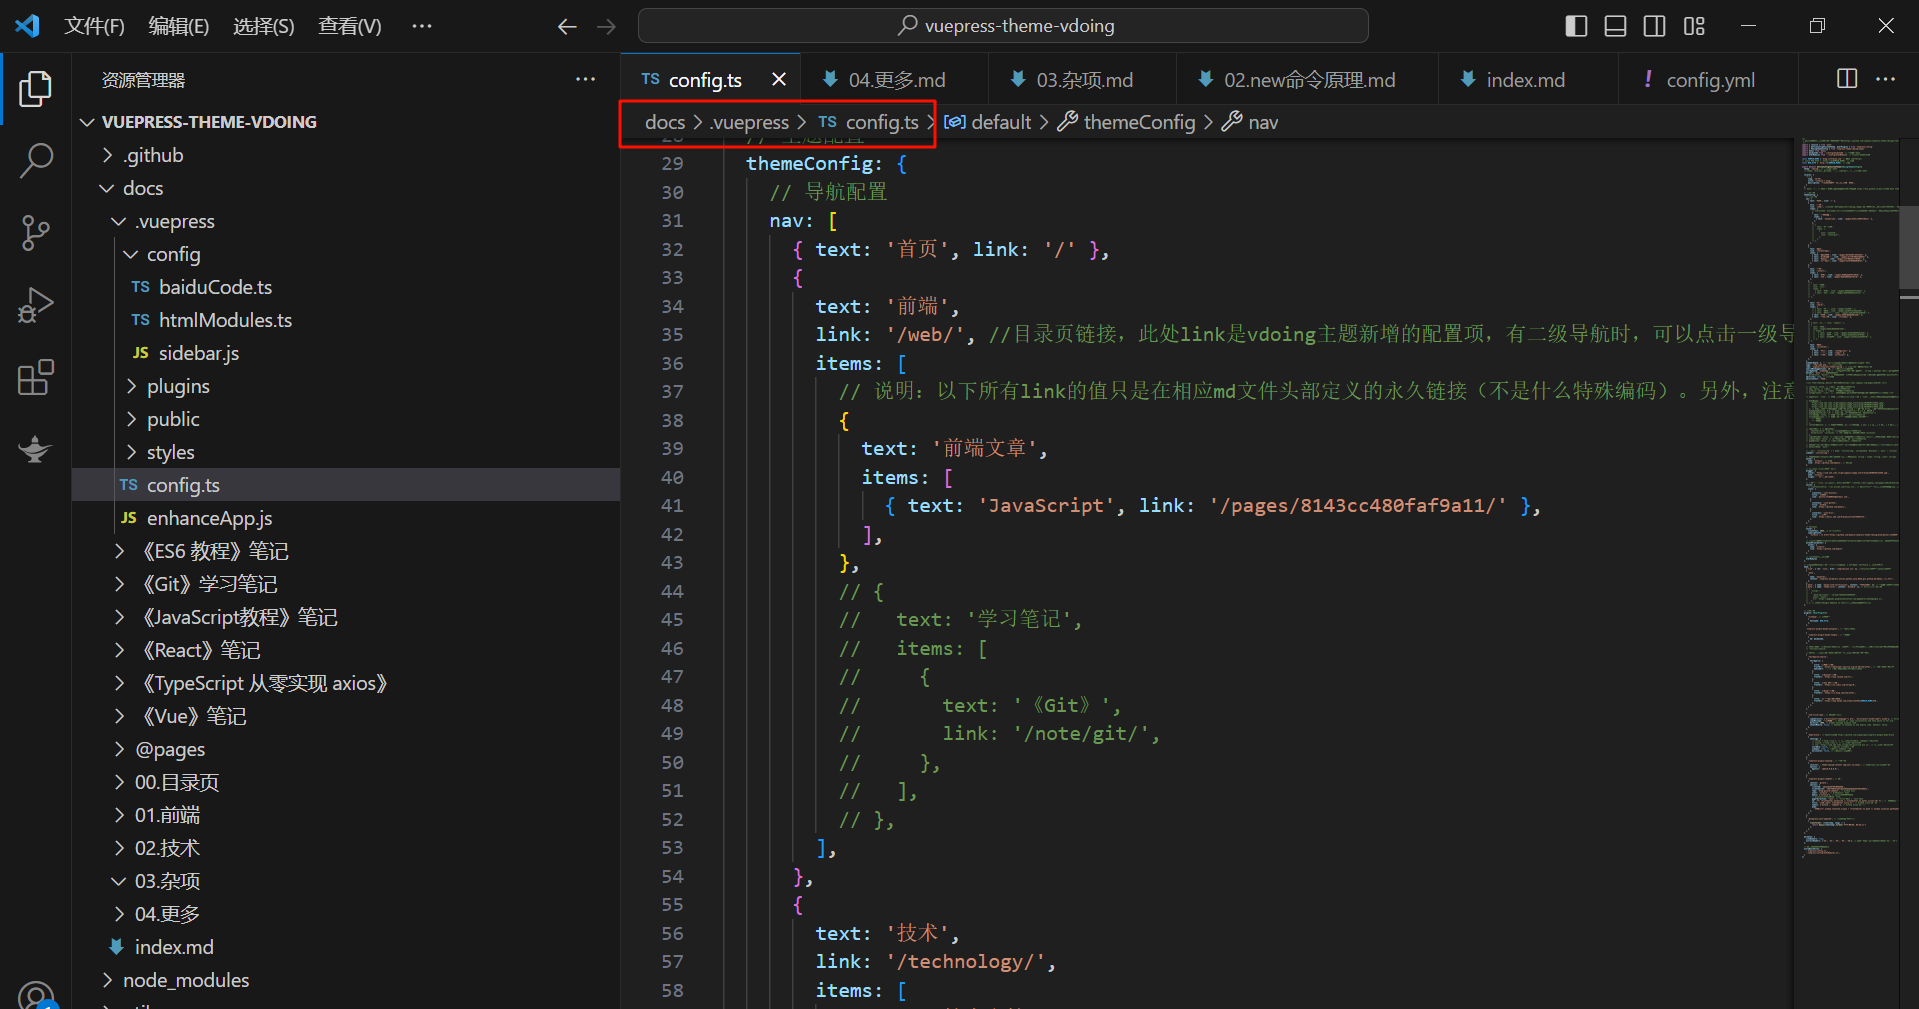 文件(F) 编辑(E) 选择(S) 查看(V) ··· vuepress-theme-vdoing
资源管理器
VUEPRESS-THEME-VDOING
.github
docs
.vuepress
config
TS baiduCode.ts
TS htmlModules.ts
JS sidebar.js
plugins
public
styles
TS config.ts
JS enhanceApp.js
《ES6 教程》笔记
《Git》学习笔记
《JavaScript教程》笔记
《React》笔记
《TypeScript 从零实现 axios》
《Vue》笔记
@pages
00.目录页
01.前端
02.技术
03.杂项
04.更多
index.md
node_modules
TS config.ts 04.更多.md 03.杂项.md 02.new命令原理.md index.md ! config.yml
docs > .vuepress > TS config.ts > default > themeConfig > nav
28 // 主题配置
29 themeConfig: {
30 // 导航配置
31 nav: [
32 { text: '首页', link: '/' },
33 {
34 text: '前端',
35 link: '/web/', //目录页链接，此处link是vdoing主题新增的配置项，有二级导航时，可以点击一级导
36 items: [
37 // 说明：以下所有link的值只是在相应md文件头部定义的永久链接（不是什么特殊编码）。另外，注意
38 {
39 text: '前端文章',
40 items: [
41 { text: 'JavaScript', link: '/pages/8143cc480faf9a11/' },
42 ],
43 },
44 // {
45 // text: '学习笔记',
46 // items: [
47 // {
48 // text: '《Git》',
49 // link: '/note/git/',
50 // },
51 // ],
52 // },
53 ],
54 },
55 {
56 text: '技术',
57 link: '/technology/',
58 items: [